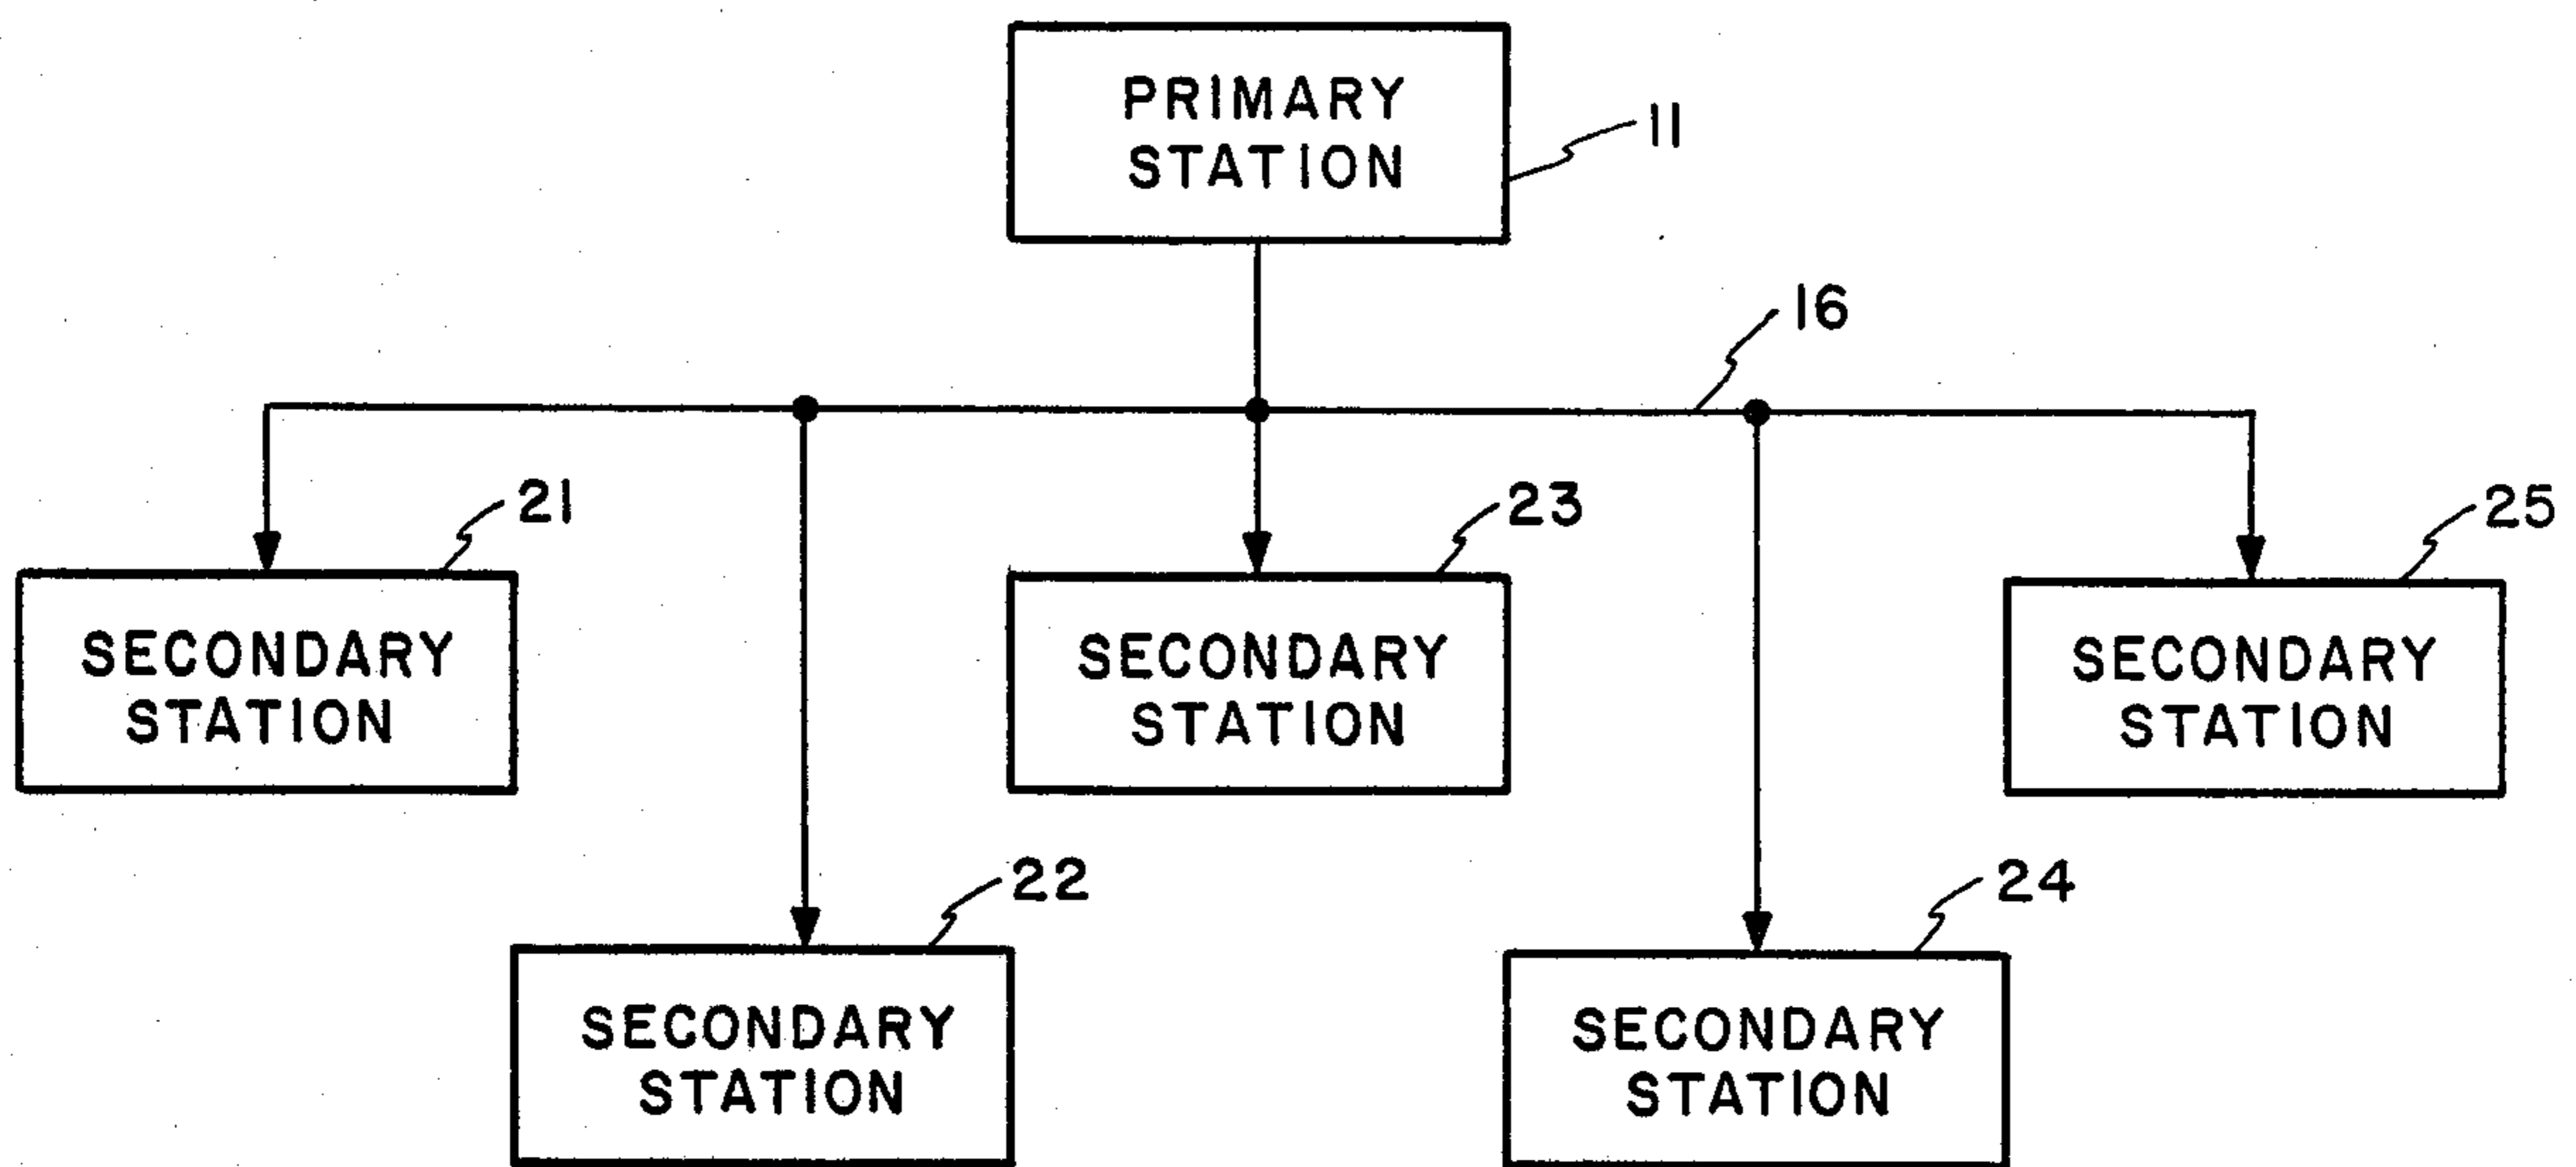 PRIMARY
STATION
11
16
21
23
25
SECONDARY
STATION
SECONDARY
STATION
SECONDARY
STATION
22
24
SECONDARY
STATION
SECONDARY
STATION